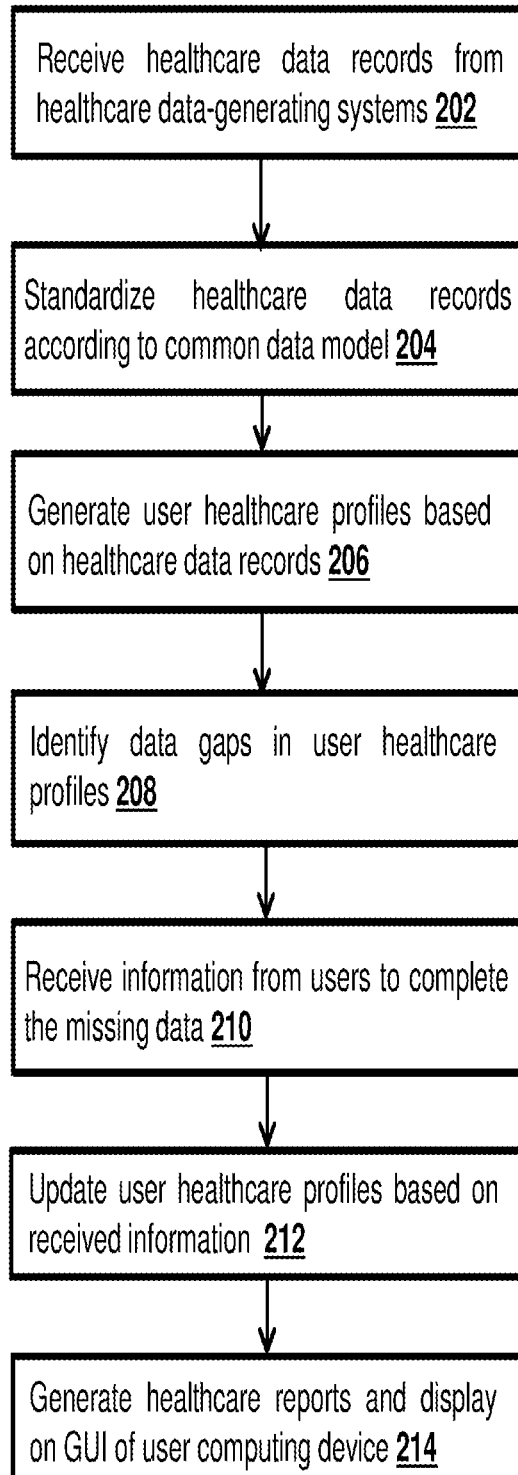 Receive healthcare data records from
healthcare data-generating systems 202
Standardize healthcare data records
according to common data model 204
Generate user healthcare profiles based
on healthcare data records 206
Identify data gaps in user healthcare
profiles 208
Receive information from users to complete
the missing data 210
Update user healthcare profiles based on
received information 212
Generate healthcare reports and display
on GUI of user computing device 214